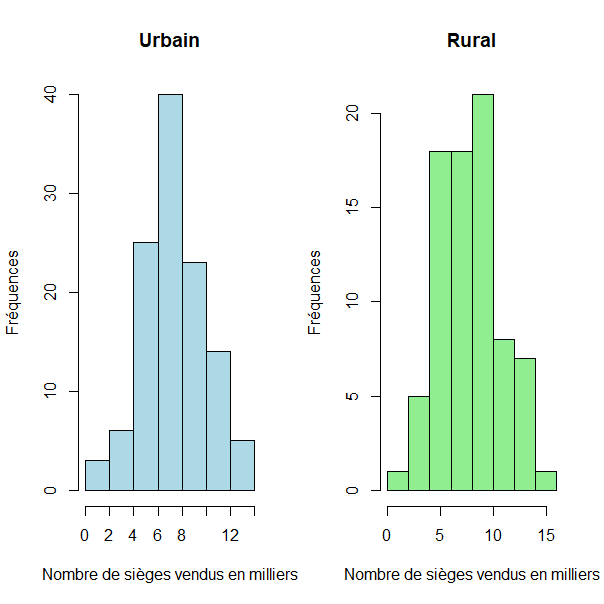 Urbain
Fréquences
40
30
20
10
0
0 2 4 6 8 12
Nombre de sièges vendus en milliers
Rural
Fréquences
20
15
10
5
0
0 5 10 15
Nombre de sièges vendus en milliers